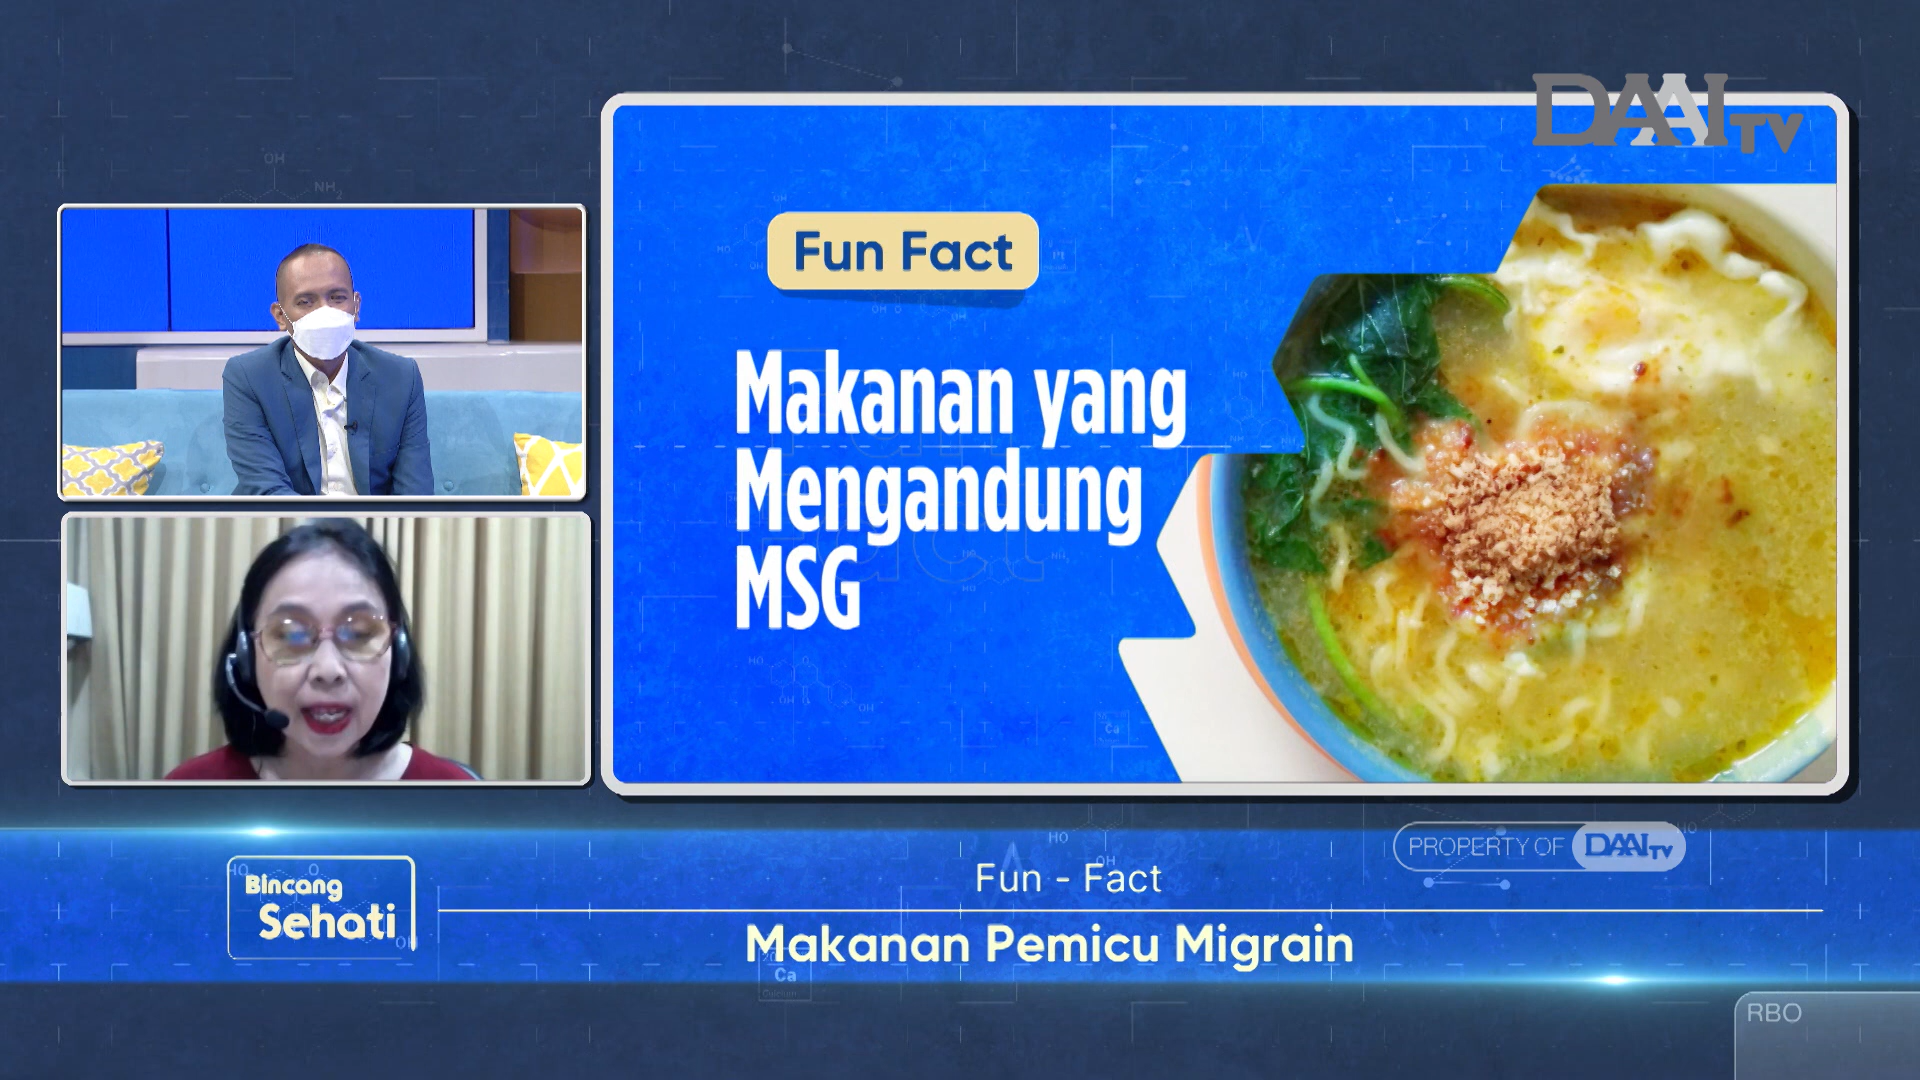 DAAI TV
Fun Fact
Makanan yang
Mengandung
MSG
PROPERTY OF DAAI TV
Bincang
Sehati
Fun - Fact
Makanan Pemicu Migrain
RBO